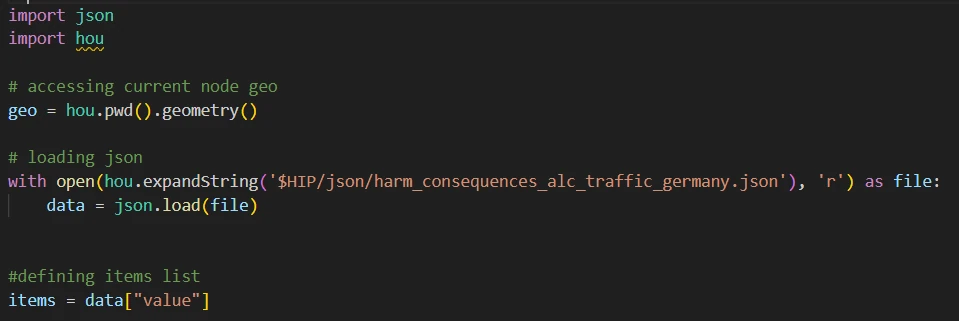 import json
import hou
# accessing current node geo
geo = hou.pwd().geometry()
# loading json
with open(hou.expandString('$HIP/json/harm_consequences_alc_traffic_germany.json'), 'r') as file:
    data = json.load(file)
#defining items list
items = data["value"]